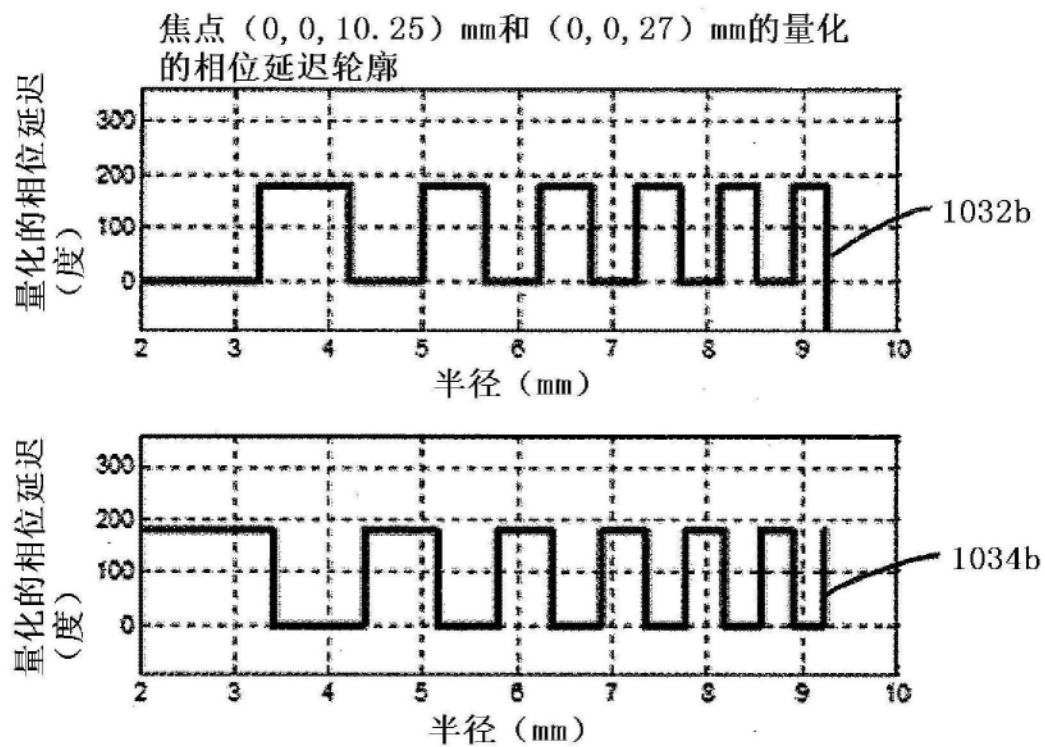 焦点（0,0,10.25）mm和（0,0,27）mm的量化
的相位延迟轮廓
量化的相位延迟
（度）
300
200
100
0
2 3 4 5 6 7 8 9 10
半径（mm）
1032b
量化的相位延迟
（度）
300
200
100
0
2 3 4 5 6 7 8 9 10
半径（mm）
1034b